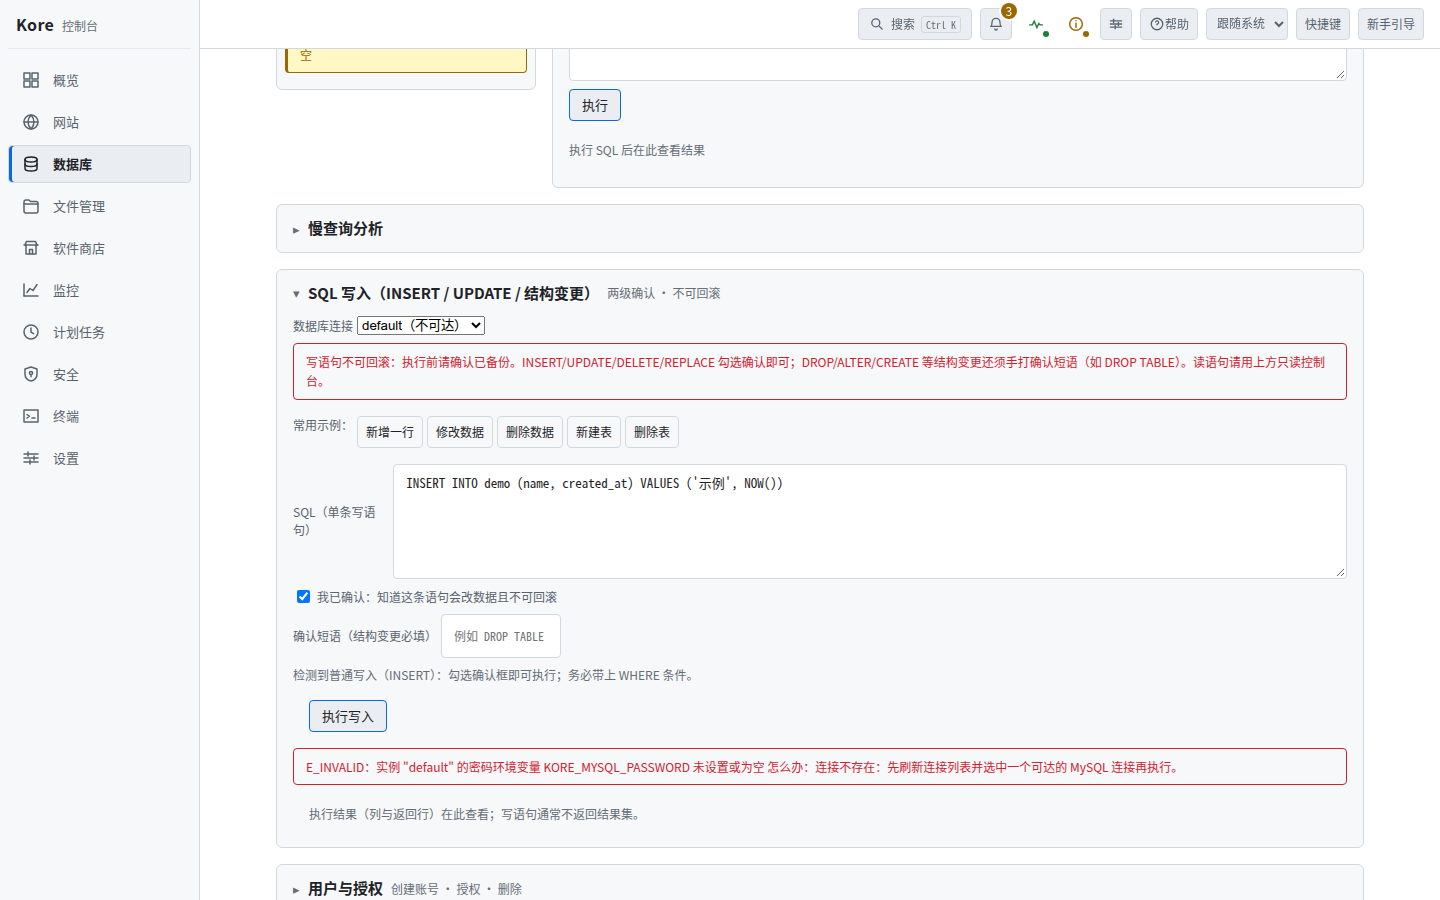 Kore 控制台
搜索 Ctrl K
3
帮助
跟随系统
快捷键
新手引导
概览
网站
数据库
文件管理
软件商店
监控
计划任务
安全
终端
设置
空
执行
执行 SQL 后在此查看结果
慢查询分析
SQL 写入（INSERT / UPDATE / 结构变更） 两级确认 · 不可回滚
数据库连接 default（不可达）
写语句不可回滚：执行前请确认已备份。INSERT/UPDATE/DELETE/REPLACE 勾选确认即可；DROP/ALTER/CREATE 等结构变更还须手打确认短语（如 DROP TABLE）。读语句请用上方只读控制
台。
常用示例： 新增一行 修改数据 删除数据 新建表 删除表
INSERT INTO demo (name, created_at) VALUES ('示例', NOW())
SQL（单条写语
句）
我已确认：知道这条语句会改数据且不可回滚
确认短语（结构变更必填） 例如 DROP TABLE
检测到普通写入（INSERT）：勾选确认框即可执行；务必带上 WHERE 条件。
执行写入
E_INVALID：实例 "default" 的密码环境变量 KORE_MYSQL_PASSWORD 未设置或为空 怎么办：连接不存在：先刷新连接列表并选中一个可达的 MySQL 连接再执行。
执行结果（列与返回行）在此查看；写语句通常不返回结果集。
用户与授权 创建账号 · 授权 · 删除